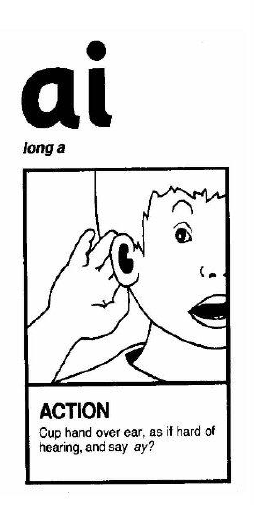 ai
long a
ACTION
Cup hand over ear, as if hard of
hearing, and say ay?